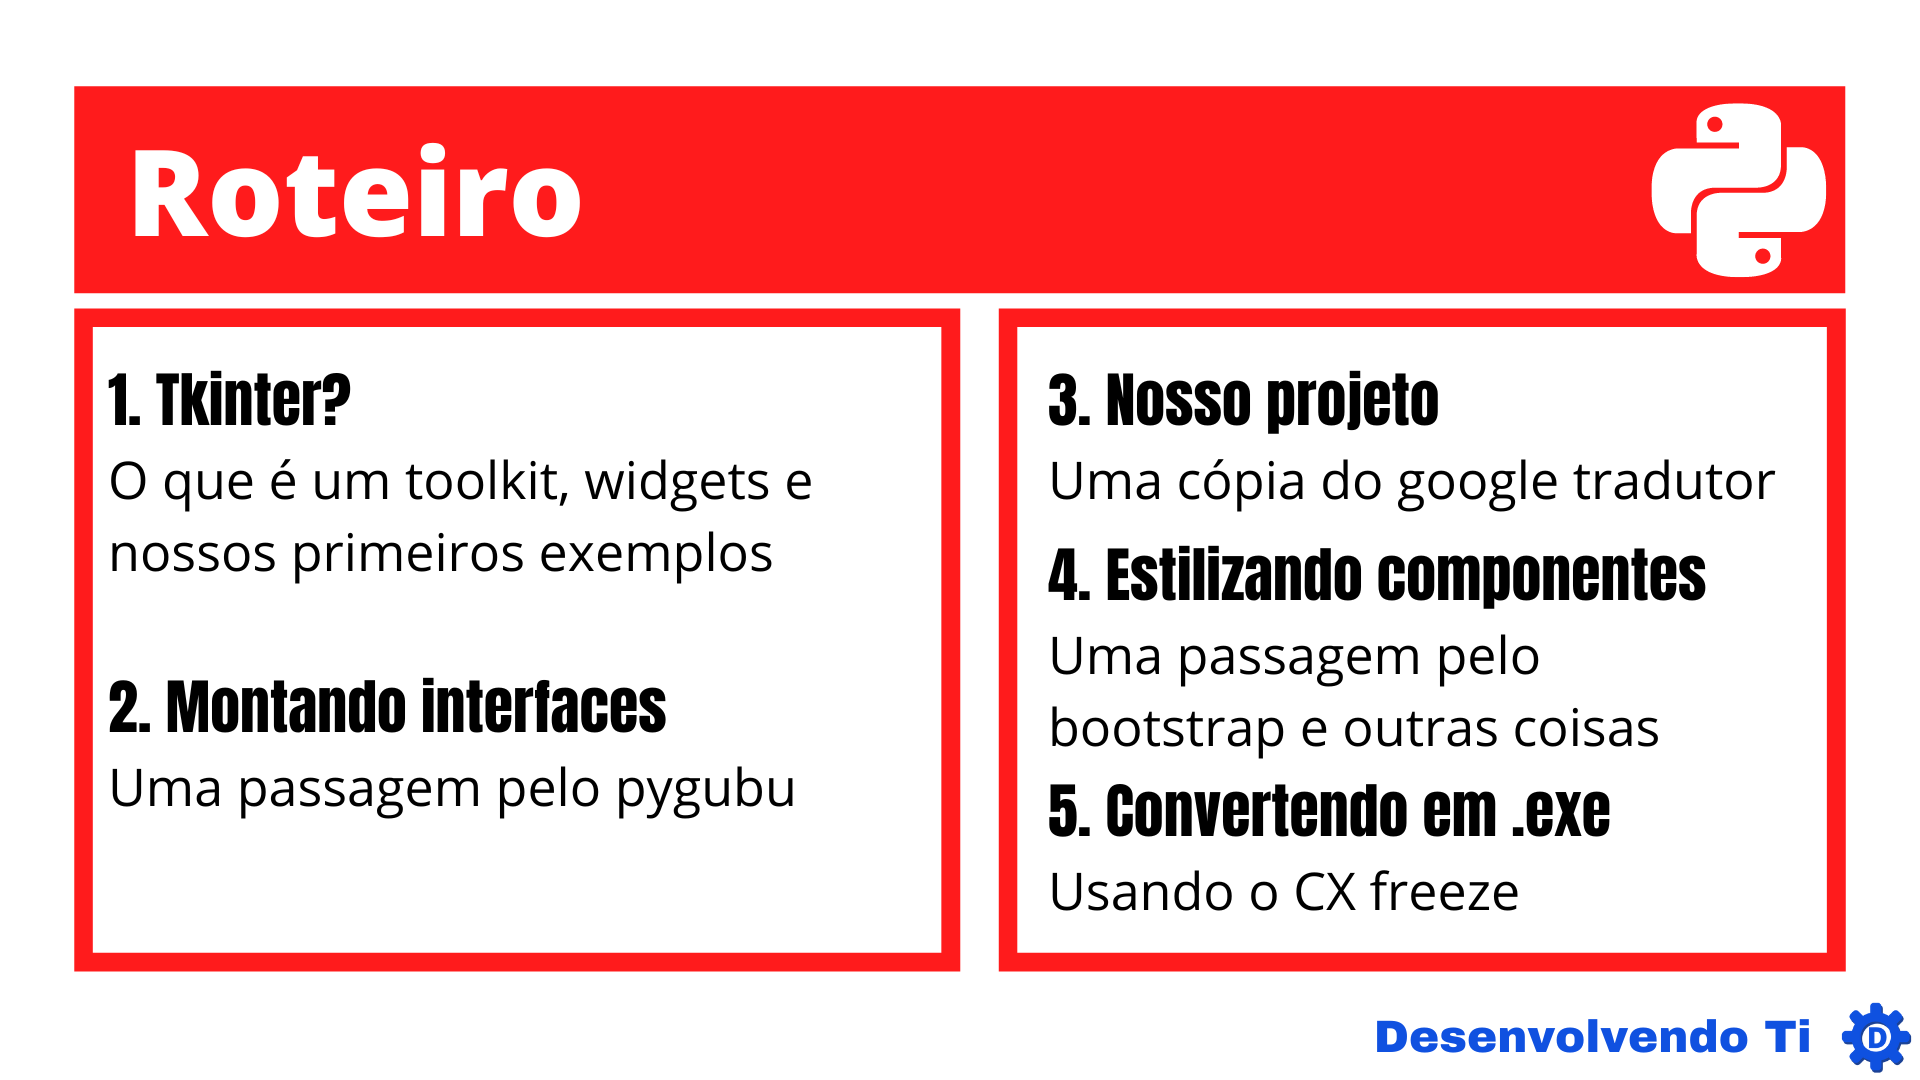 Roteiro
1. Tkinter?
O que é um toolkit, widgets e
nossos primeiros exemplos
2. Montando interfaces
Uma passagem pelo pygubu
3. Nosso projeto
Uma cópia do google tradutor
4. Estilizando componentes
Uma passagem pelo
bootstrap e outras coisas
5. Convertendo em .exe
Usando o CX freeze
Desenvolvendo Ti
D